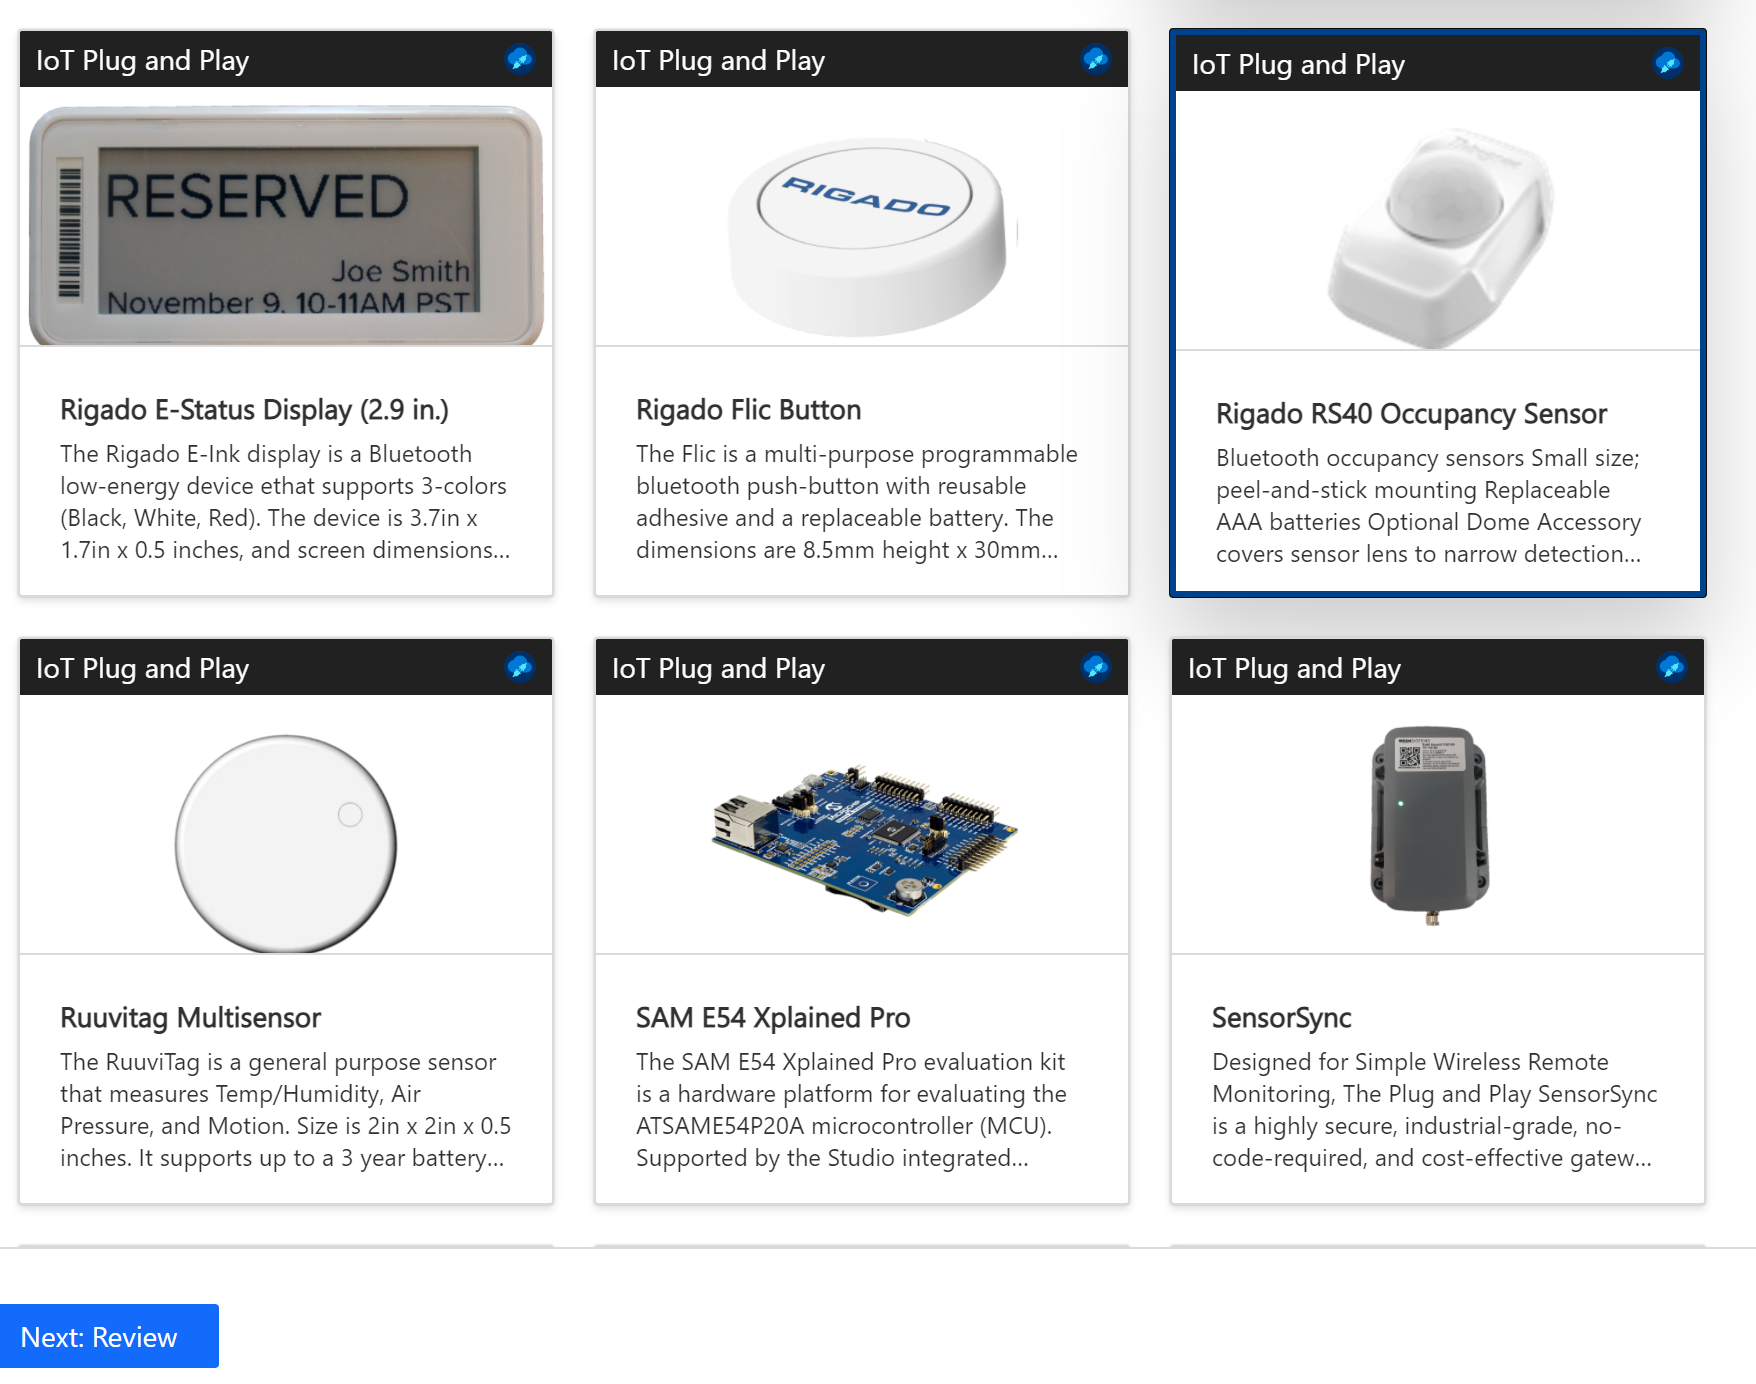 IoT Plug and Play
RESERVED
Joe Smith
November 9, 10-11AM PST
Rigado E-Status Display (2.9 in.)
The Rigado E-Ink display is a Bluetooth
low-energy device ethat supports 3-colors
(Black, White, Red). The device is 3.7in x
1.7in x 0.5 inches, and screen dimensions...
IoT Plug and Play
RIGADO
Rigado Flic Button
The Flic is a multi-purpose programmable
bluetooth push-button with reusable
adhesive and a replaceable battery. The
dimensions are 8.5mm height x 30mm...
IoT Plug and Play
Rigado RS40 Occupancy Sensor
Bluetooth occupancy sensors Small size;
peel-and-stick mounting Replaceable
AAA batteries Optional Dome Accessory
covers sensor lens to narrow detection...
IoT Plug and Play
Ruuvitag Multisensor
The RuuviTag is a general purpose sensor
that measures Temp/Humidity, Air
Pressure, and Motion. Size is 2in x 2in x 0.5
inches. It supports up to a 3 year battery...
IoT Plug and Play
SAM E54 Xplained Pro
The SAM E54 Xplained Pro evaluation kit
is a hardware platform for evaluating the
ATSAME54P20A microcontroller (MCU).
Supported by the Studio integrated...
IoT Plug and Play
SensorSync
Designed for Simple Wireless Remote
Monitoring, The Plug and Play SensorSync
is a highly secure, industrial-grade, no-
code-required, and cost-effective gatew...
Next: Review